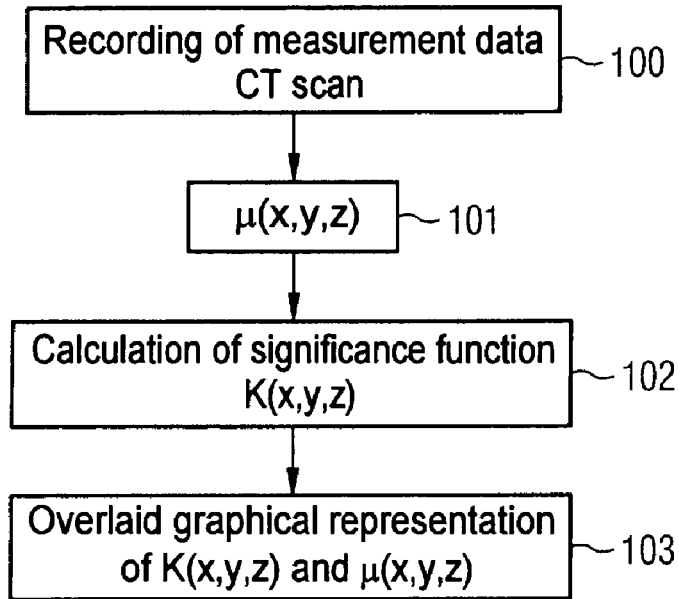 Recording of measurement data
CT scan
100
μ(x,y,z)
101
Calculation of significance function
K(x,y,z)
102
Overlaid graphical representation
of K(x,y,z) and μ(x,y,z)
103